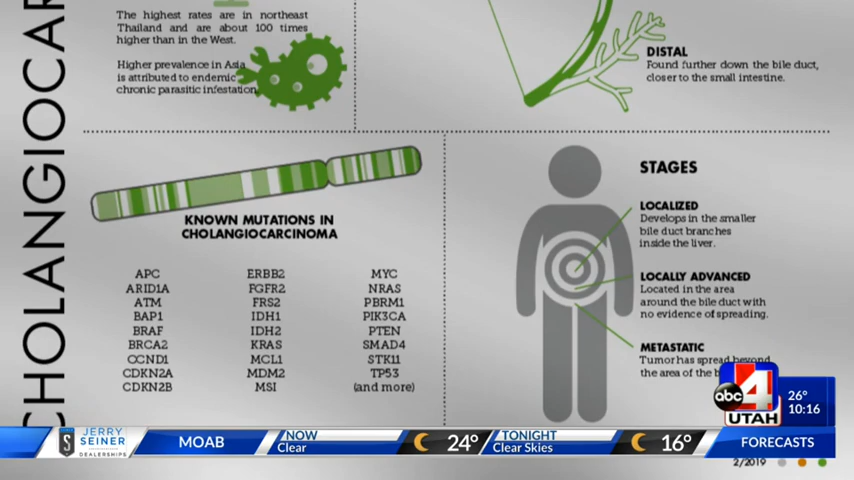 CHOLANGIOCAR
The highest rates are in northeast
Thailand and are about 100 times
higher than in the West.
Higher prevalence in Asia
is attributed to endemic
chronic parasitic infestation
DISTAL
Found further down the bile duct,
closer to the small intestine.
KNOWN MUTATIONS IN
CHOLANGIOCARCINOMA
APC
ARID1A
ATM
BAP1
BRAF
BRCA2
CCND1
CDKN2A
CDKN2B
ERBB2
FGFR2
FRS2
IDH1
IDH2
KRAS
MCL1
MDM2
MSI
MYC
NRAS
PBRM1
PIK3CA
PTEN
SMAD4
STK11
TP53
(and more)
STAGES
LOCALIZED
Develops in the smaller
bile duct branches
inside the liver.
LOCALLY ADVANCED
Located in the area
around the bile duct with
no evidence of spreading.
METASTATIC
Tumor has spread beyond
the area of the b
abc 4
UTAH
26°
10:16
S JERRY
SEINER
DEALERSHIPS
MOAB
NOW
Clear
24°
TONIGHT
Clear Skies
16°
FORECASTS
2/2019